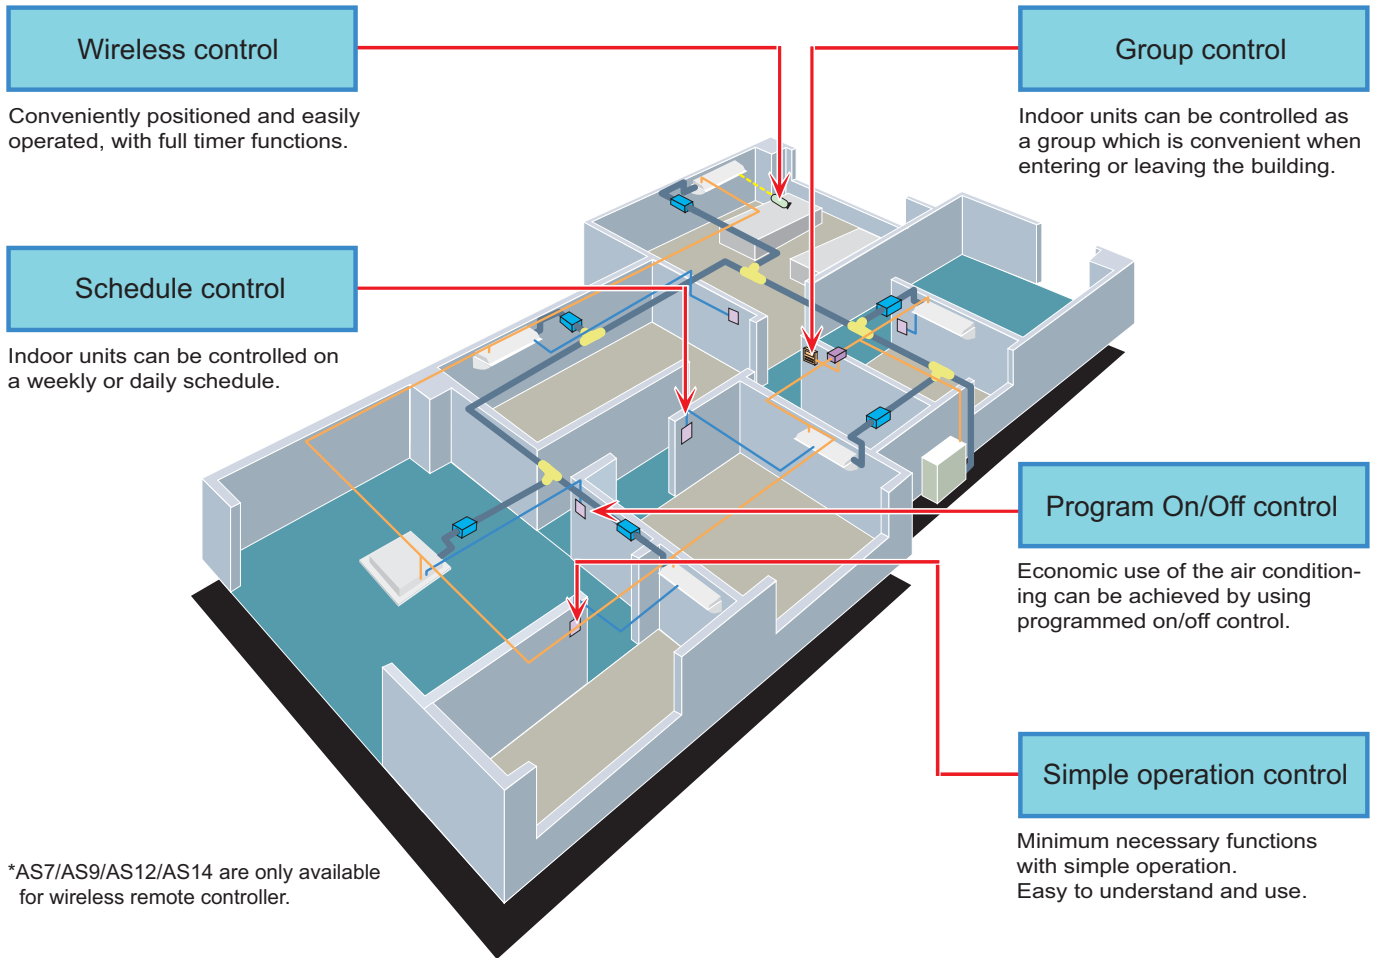 Wireless control
Conveniently positioned and easily
operated, with full timer functions.
Group control
Indoor units can be controlled as
a group which is convenient when
entering or leaving the building.
Schedule control
Indoor units can be controlled on
a weekly or daily schedule.
Program On/Off control
Economic use of the air condition-
ing can be achieved by using
programmed on/off control.
Simple operation control
Minimum necessary functions
with simple operation.
Easy to understand and use.
*AS7/AS9/AS12/AS14 are only available
for wireless remote controller.